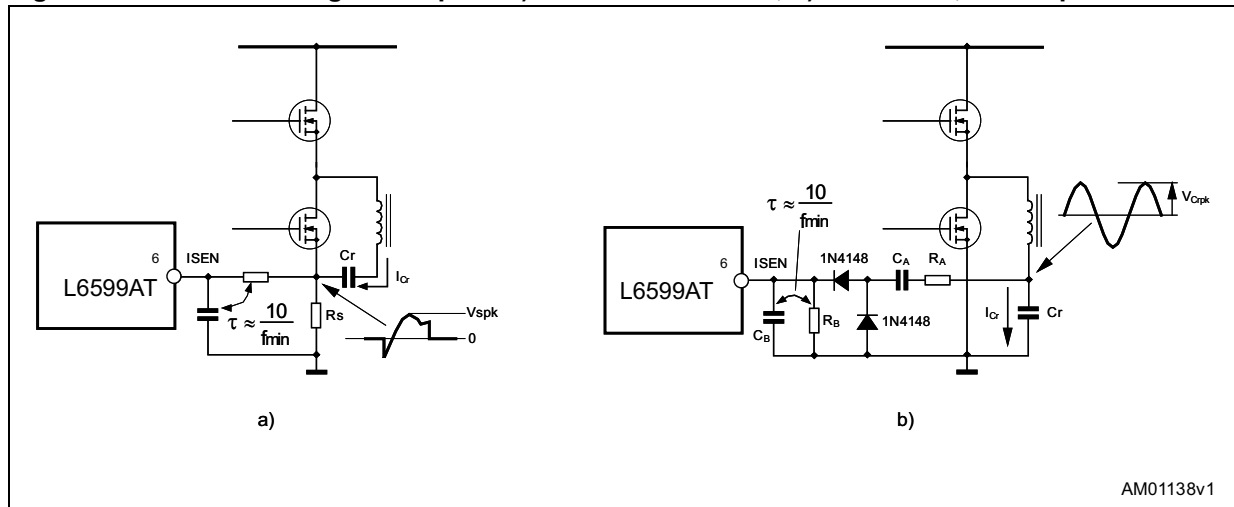 Cr
6
ISEN
L6599AT
ICr
τ ≈ 10
fmin
Rs
Vspk
0
a)
VCrpk
τ ≈ 10
fmin
6
ISEN
1N4148
CA
RA
L6599AT
RB
1N4148
CB
ICr
Cr
b)
AM01138v1